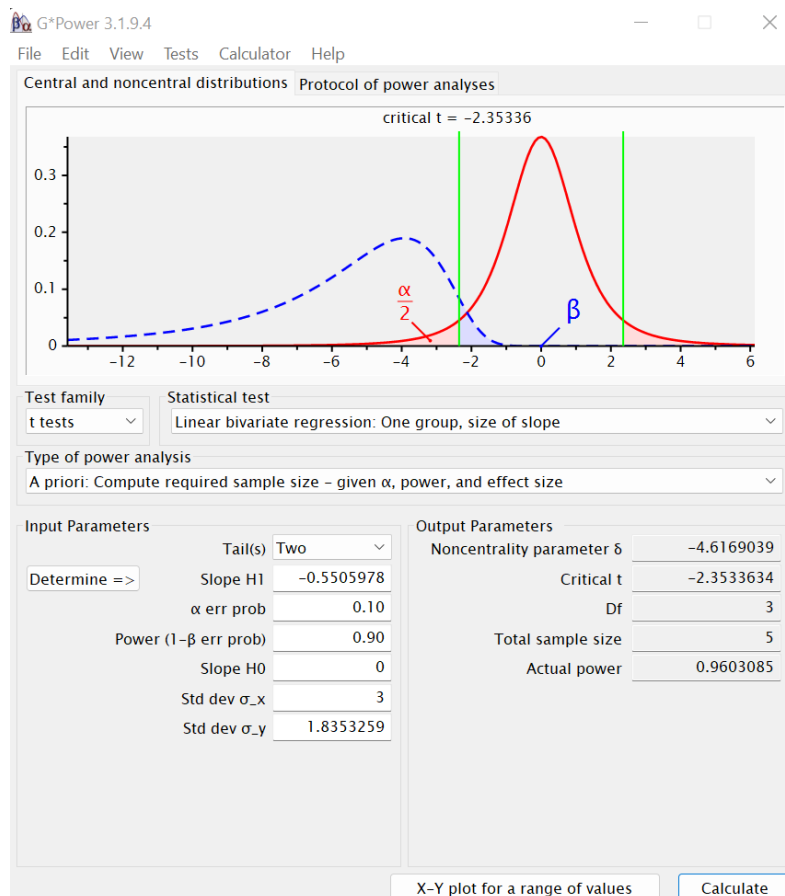 βα G*Power 3.1.9.4
File Edit View Tests Calculator Help
Central and noncentral distributions Protocol of power analyses
critical t = -2.35336
0.3
0.2
0.1
0
α
2
β
-12 -10 -8 -6 -4 -2 0 2 4 6
Test family Statistical test
t tests Linear bivariate regression: One group, size of slope
Type of power analysis
A priori: Compute required sample size - given α, power, and effect size
Input Parameters Output Parameters
Tail(s) Two Noncentrality parameter δ -4.6169039
Determine => Slope H1 -0.5505978 Critical t -2.3533634
α err prob 0.10 Df 3
Power (1-β err prob) 0.90 Total sample size 5
Slope H0 0 Actual power 0.9603085
Std dev σ_x 3
Std dev σ_y 1.8353259
X-Y plot for a range of values Calculate